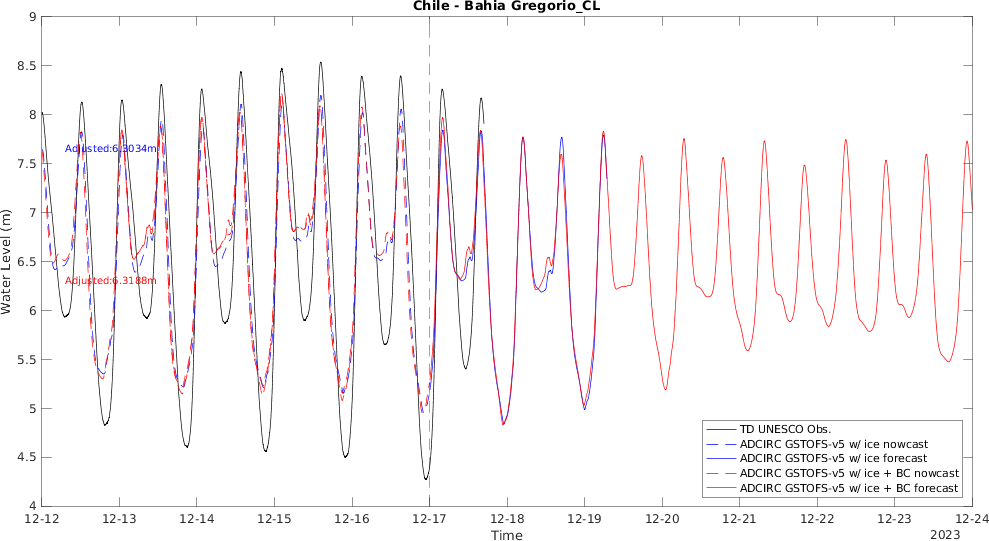 Chile - Bahia Gregorio_CL
9
8.5
8
7.5
7
6.5
6
5.5
5
4.5
4
Water Level (m)
Adjusted:6.3034m
Adjusted:6.3188m
TD UNESCO Obs.
ADCIRC GSTOFS-v5 w/ ice nowcast
ADCIRC GSTOFS-v5 w/ ice forecast
ADCIRC GSTOFS-v5 w/ ice + BC nowcast
ADCIRC GSTOFS-v5 w/ ice + BC forecast
12-12 12-13 12-14 12-15 12-16 12-17 12-18 12-19 12-20 12-21 12-22 12-23 12-24
Time
2023